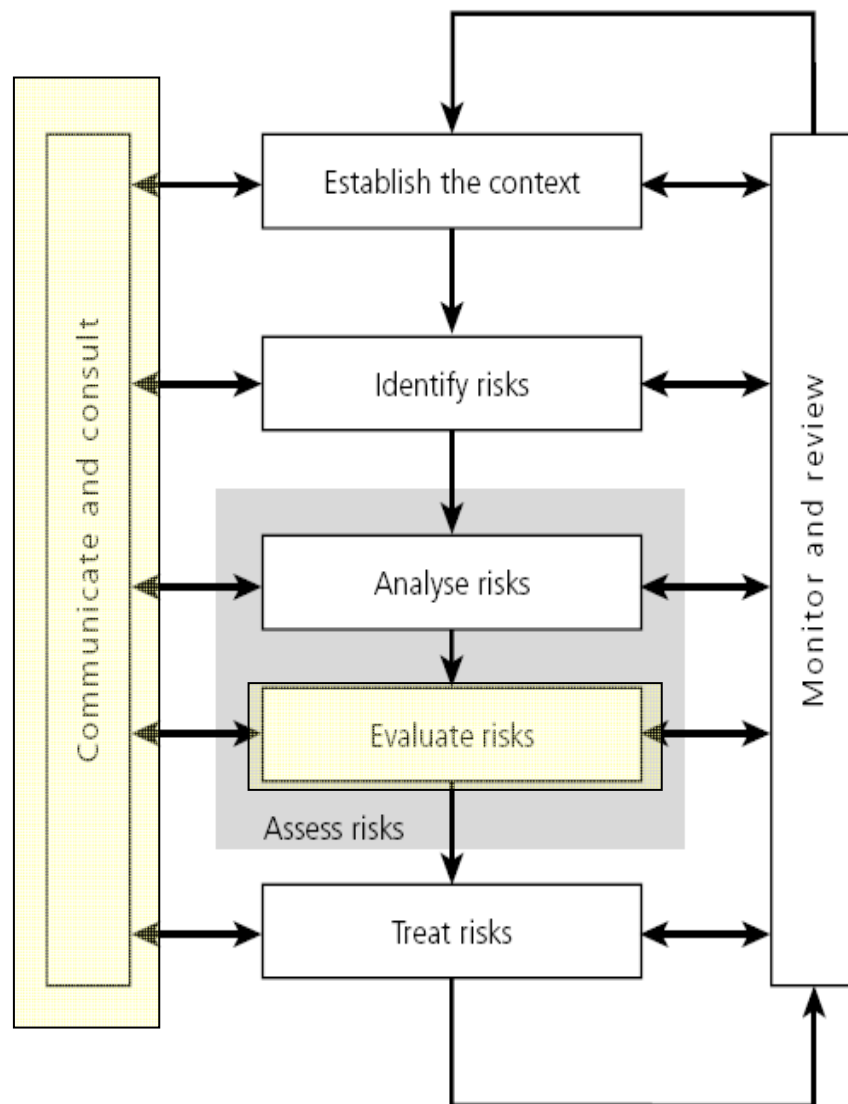 Communicate and consult
Establish the context
Identify risks
Analyse risks
Evaluate risks
Assess risks
Treat risks
Monitor and review